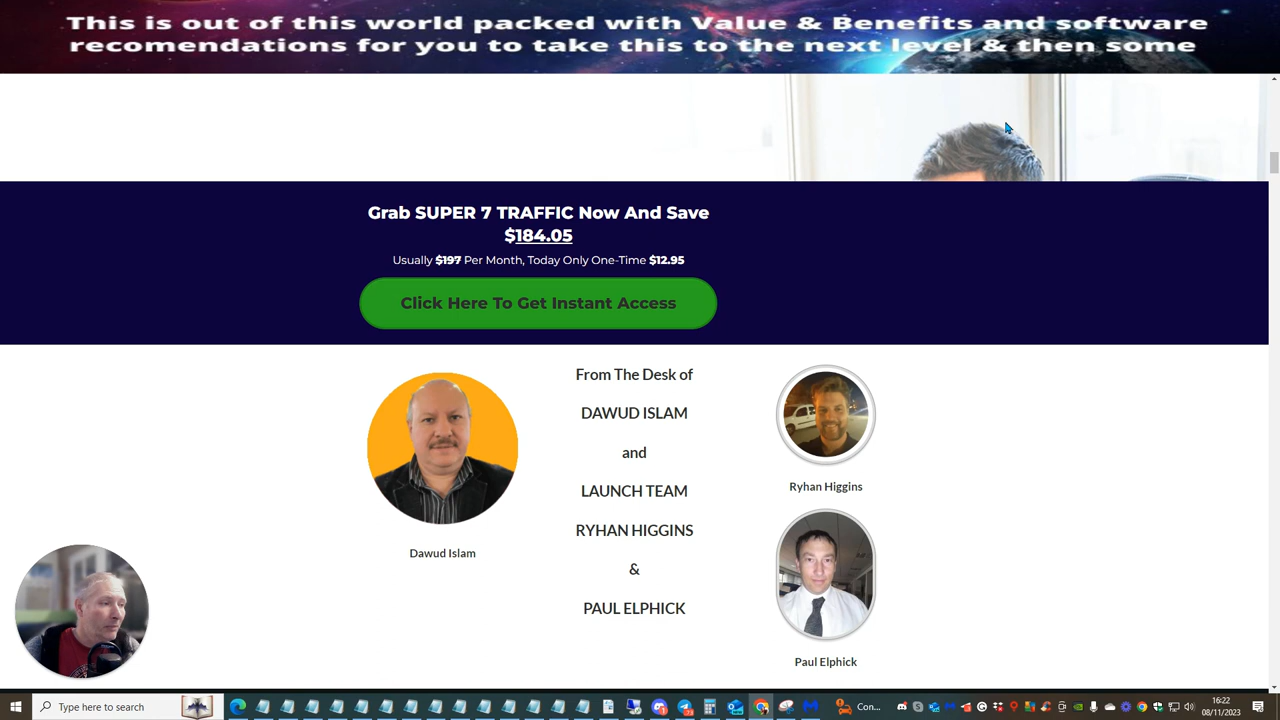 This is out of this world packed with Value & Benefits and software
recomendations for you to take this to the next level & then some
Grab SUPER 7 TRAFFIC Now And Save
$184.05
Usually $197 Per Month, Today Only One-Time $12.95
Click Here To Get Instant Access
From The Desk of
DAWUD ISLAM
and
LAUNCH TEAM
RYHAN HIGGINS
&
PAUL ELPHICK
Dawud Islam
Ryhan Higgins
Paul Elphick
Type here to search
Con...
16:22
08/11/2023